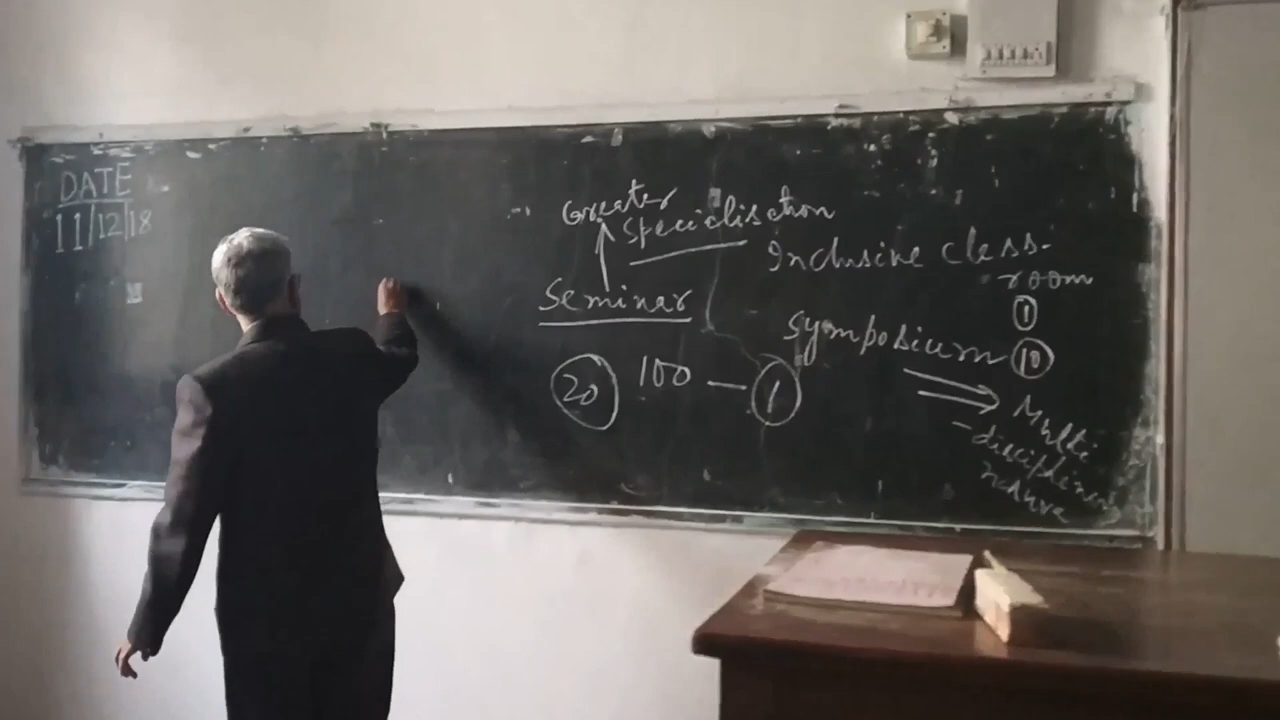 DATE
11/12/18
Greater
Specialisation
Seminar
20 100 — 1
Inclusive class-
room
1
Symposium 10
Multi
-disciplinary
nature